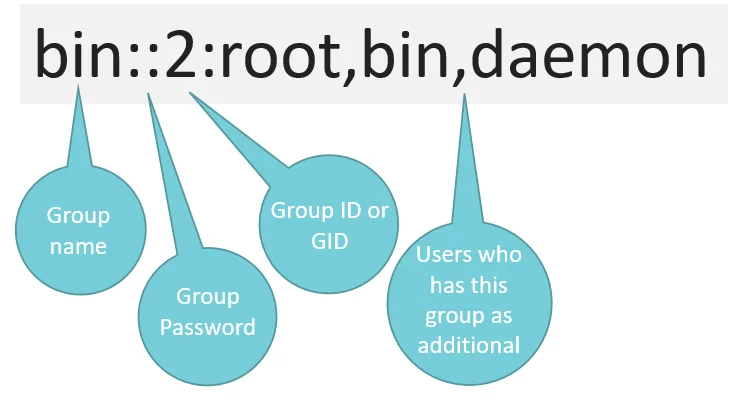 bin::2:root,bin,daemon
Group
name
Group
Password
Group ID or
GID
Users who
has this
group as
additional